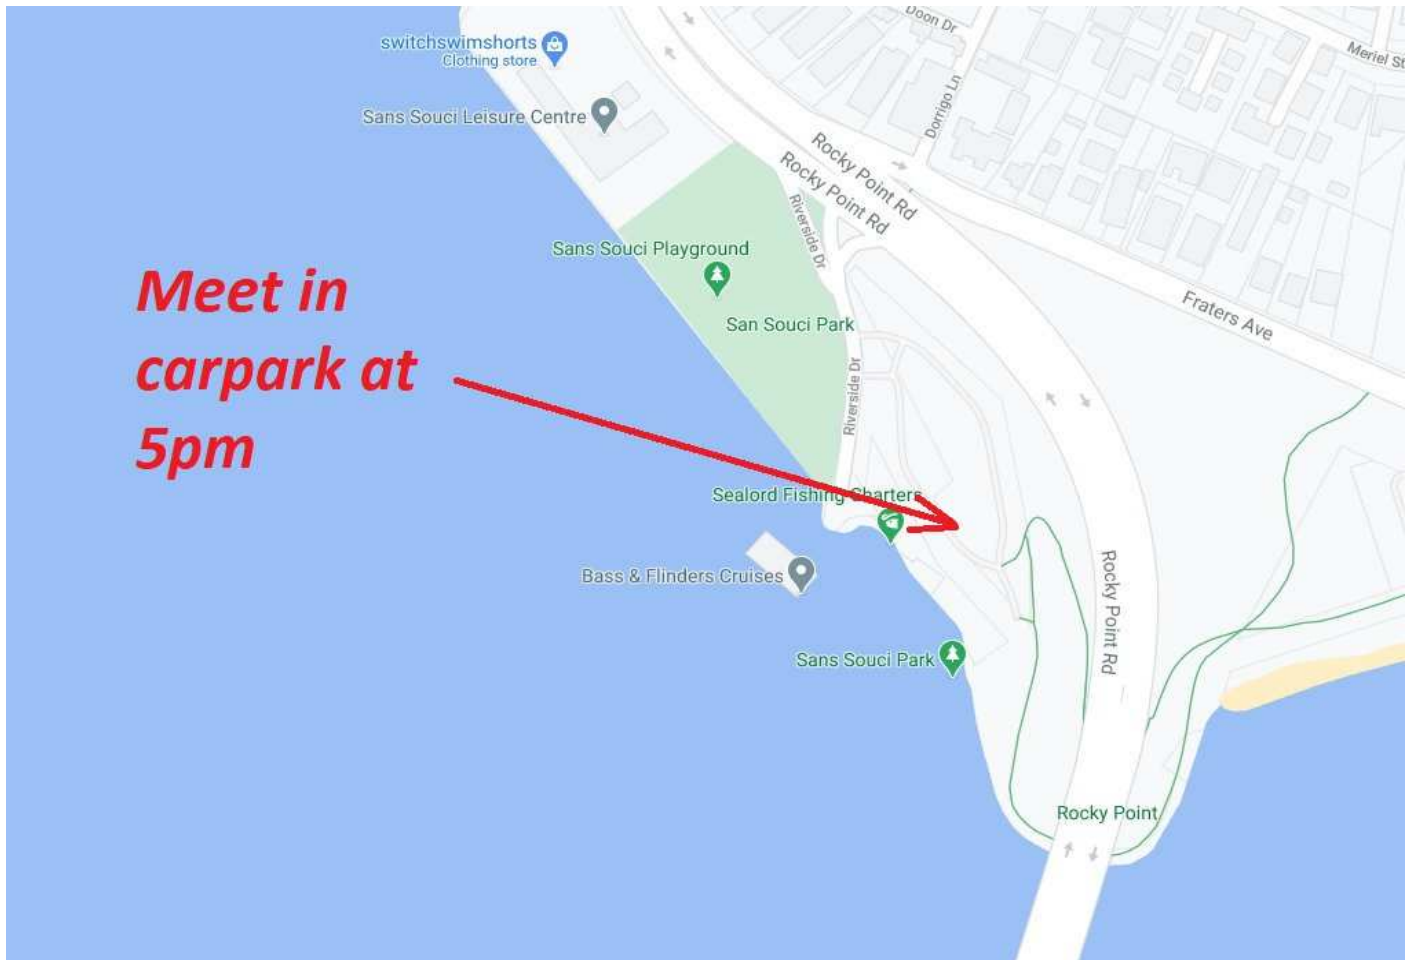 Doon Dr
Meriel St
switchswimshorts
Clothing store
Sans Souci Leisure Centre
Dorrigo Ln
Rocky Point Rd
Rocky Point Rd
Riverside Dr
Sans Souci Playground
San Souci Park
Fraters Ave
Meet in
carpark at
5pm
Riverside Dr
Sealord Fishing Charters
Bass & Flinders Cruises
Rocky Point Rd
Sans Souci Park
Rocky Point